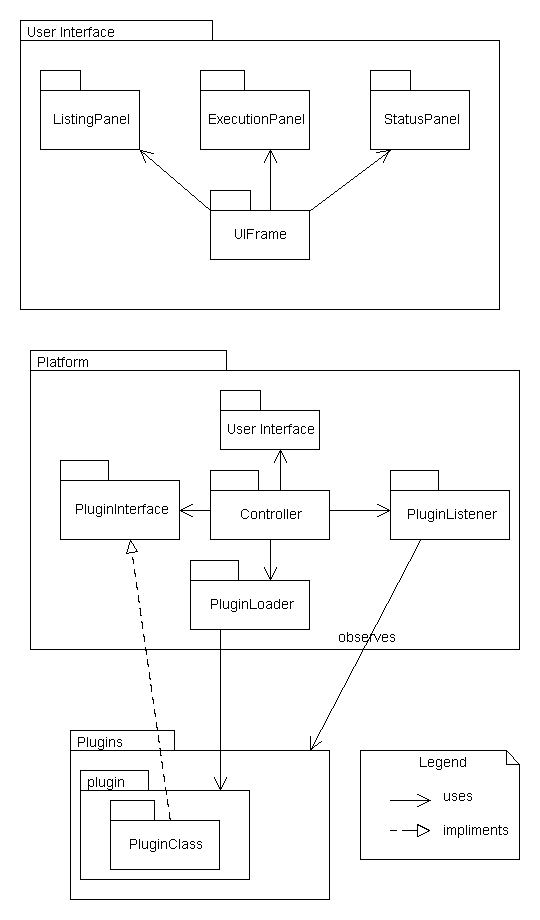 User Interface
ListingPanel
ExecutionPanel
StatusPanel
UIFrame
Platform
User Interface
PluginInterface
Controller
PluginListener
PluginLoader
observes
Plugins
plugin
PluginClass
Legend
uses
impliments